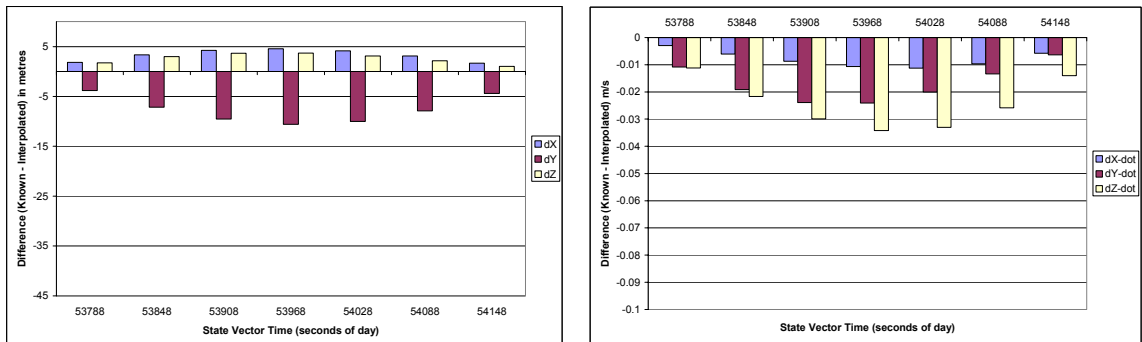 Difference (Known - Interpolated) in metres
5
-5
-15
-25
-35
-45
53788 53848 53908 53968 54028 54088 54148
State Vector Time (seconds of day)
dX
dY
dZ
53788 53848 53908 53968 54028 54088 54148
Difference (Known - Interpolated) m/s
0
-0.01
-0.02
-0.03
-0.04
-0.05
-0.06
-0.07
-0.08
-0.09
-0.1
State Vector Time (seconds of day)
dX-dot
dY-dot
dZ-dot